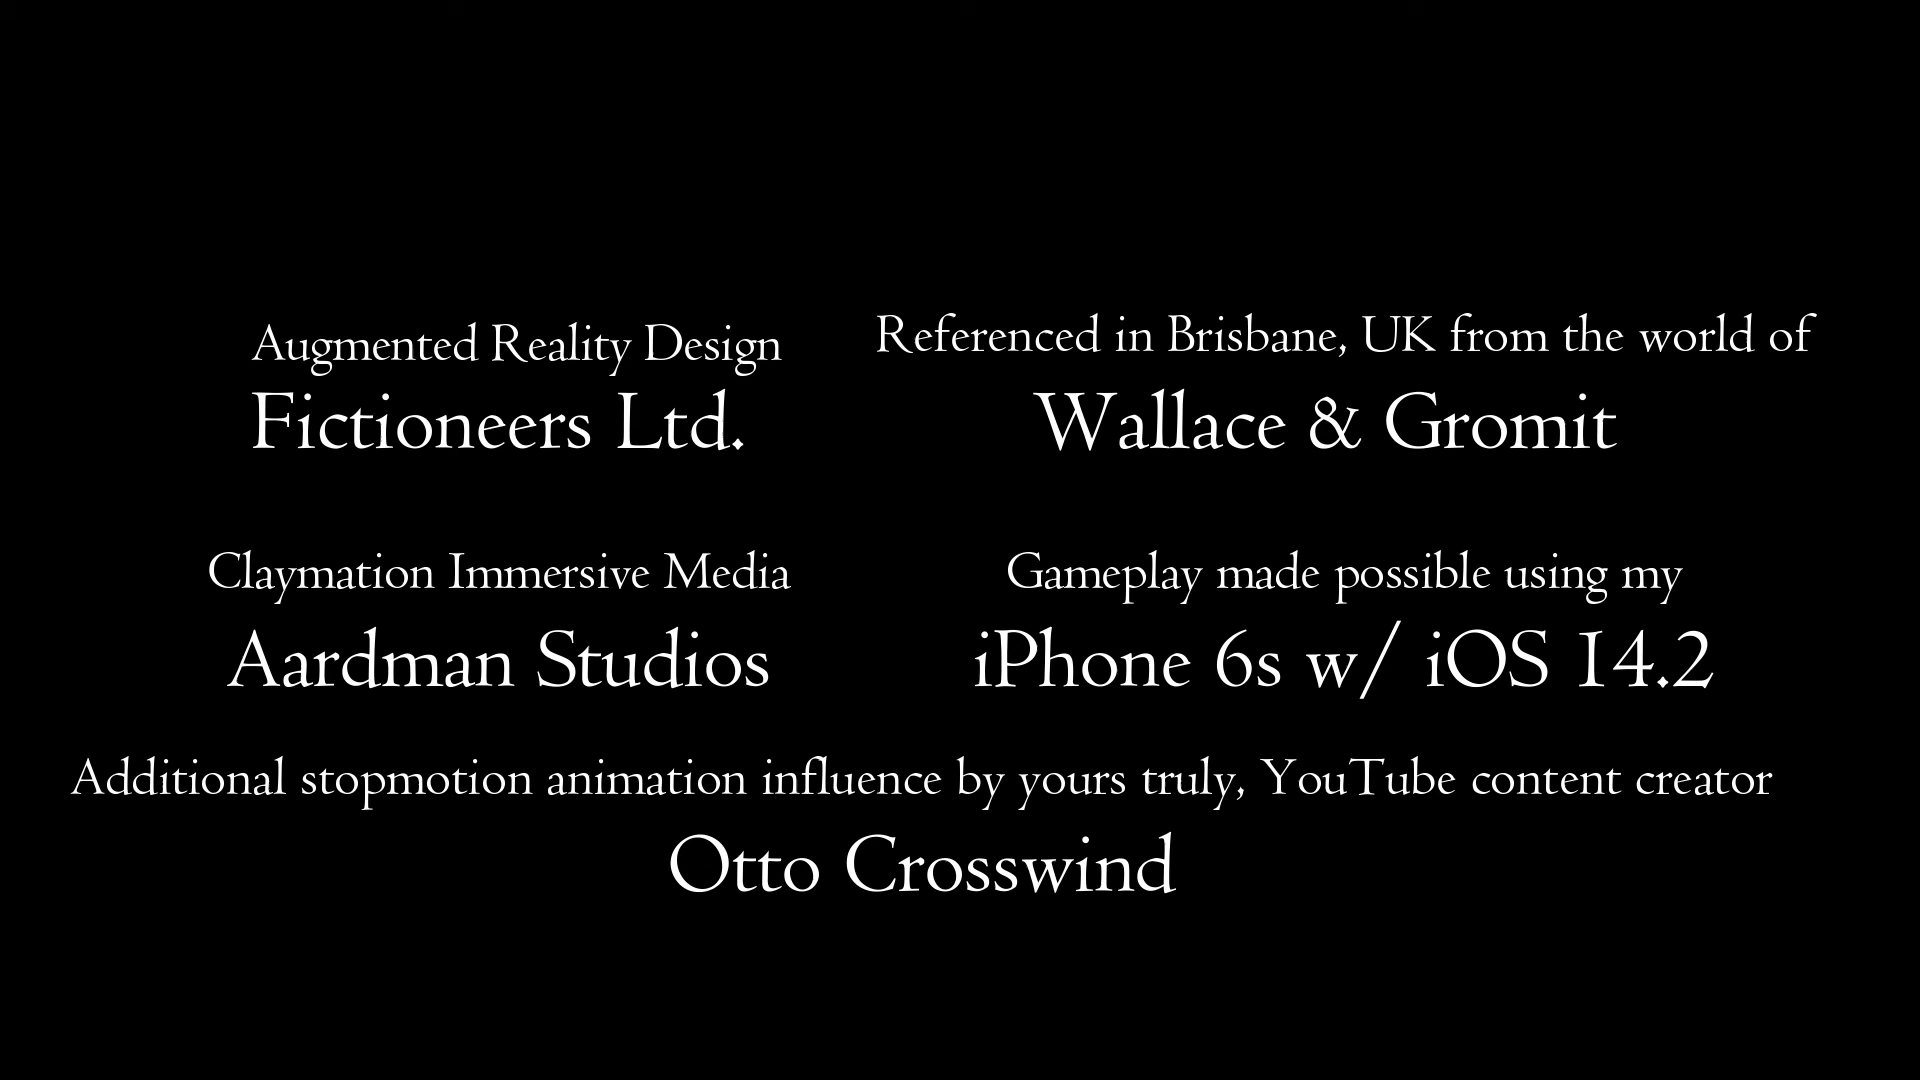 Augmented Reality Design
Fictioneers Ltd.
Referenced in Brisbane, UK from the world of
Wallace & Gromit
Claymation Immersive Media
Aardman Studios
Gameplay made possible using my
iPhone 6s w/ iOS 14.2
Additional stopmotion animation influence by yours truly, YouTube content creator
Otto Crosswind